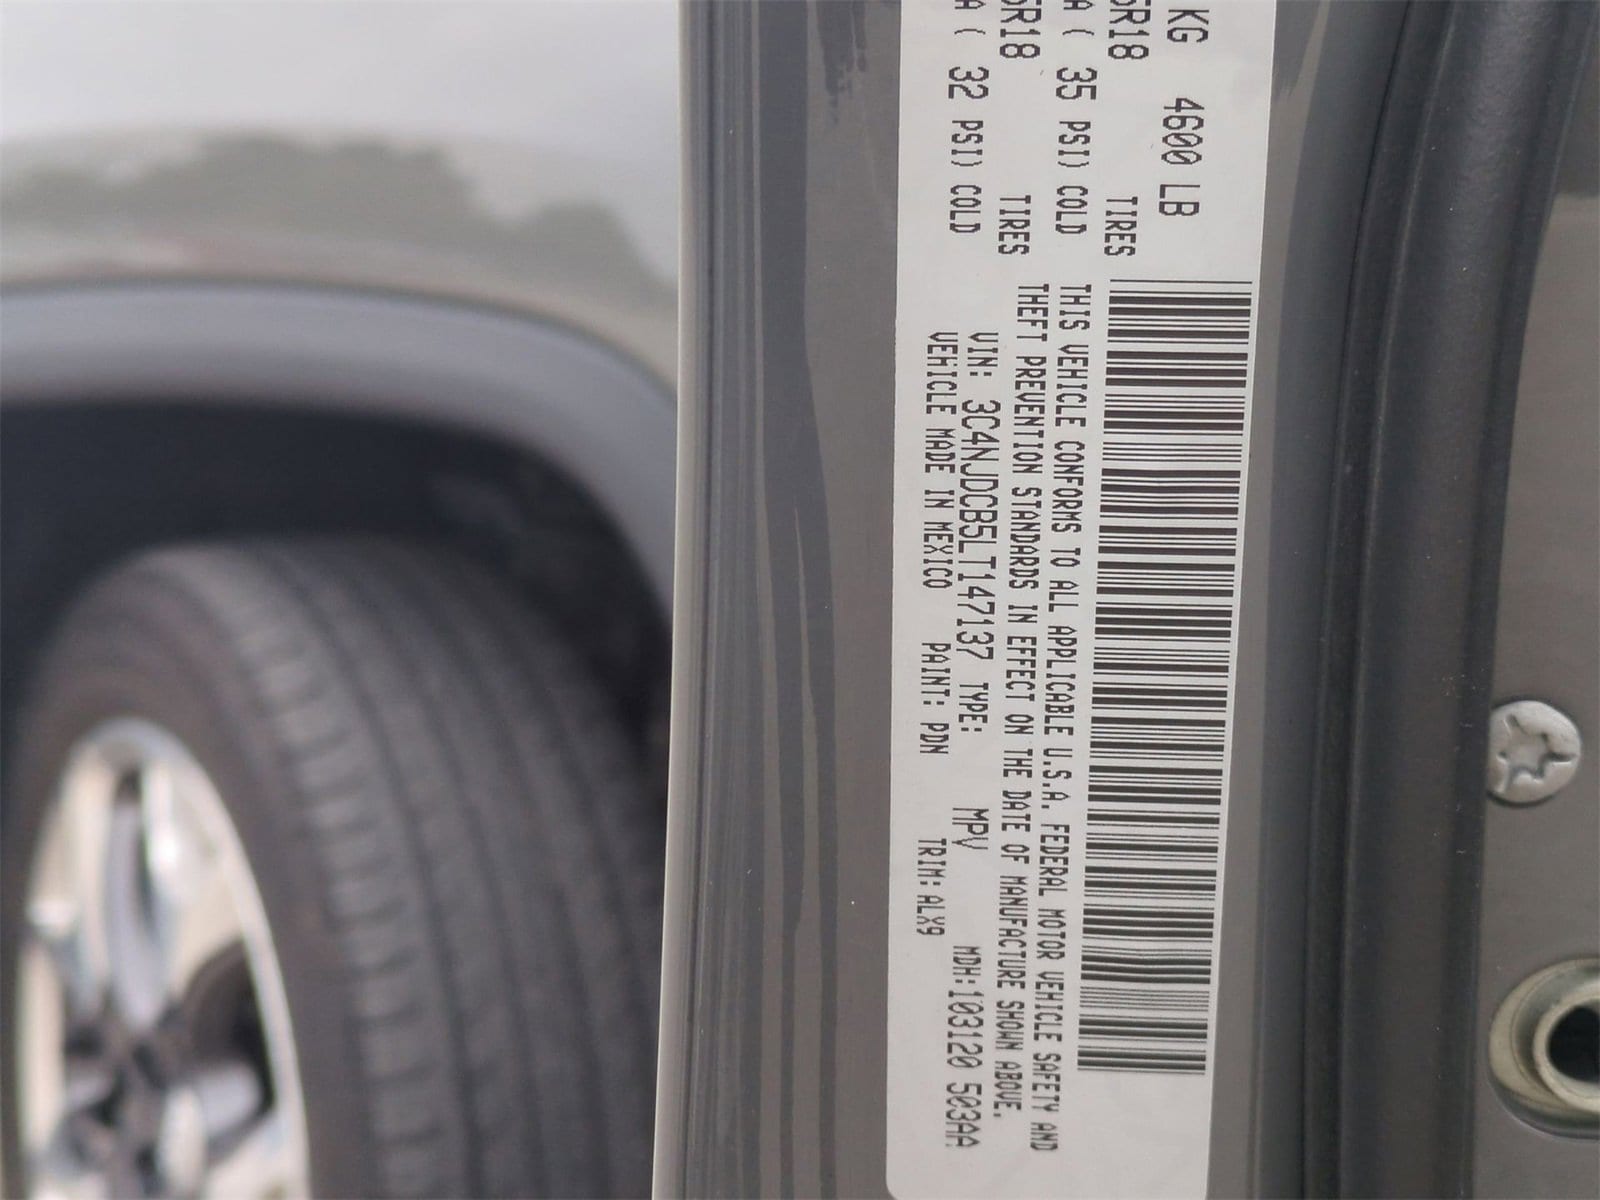 KG 4600 LB
5R18 TIRES
A ( 35 PSI) COLD
5R18 TIRES
A ( 32 PSI) COLD
THIS VEHICLE CONFORMS TO ALL APPLICABLE U.S.A. FEDERAL MOTOR VEHICLE SAFETY AND
THEFT PREVENTION STANDARDS IN EFFECT ON THE DATE OF MANUFACTURE SHOWN ABOVE.
VIN: 3C4NJDCB5LT147137 TYPE: MPV MDH:103120 503AA
VEHICLE MADE IN MEXICO PAINT: PDN TRIM:ALX9